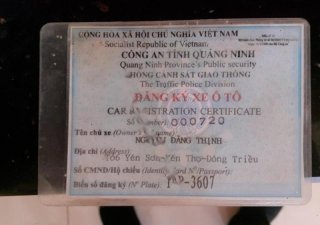 CỘNG HÒA XÃ HỘI CHỦ NGHĨA VIỆT NAM
Socialist Republic of Vietnam
CÔNG AN TỈNH QUẢNG NINH
Quang Ninh Province's Public security
PHÒNG CẢNH SÁT GIAO THÔNG
The Traffic Police Division
ĐĂNG KÝ XE Ô TÔ
CAR REGISTRATION CERTIFICATE
Số 000720
Tên chủ xe (Owner's name): ĐĂNG THỊNH
Địa chỉ (Address):
Yên Sơn-Yên Thọ-Đông Triều
Số CMND/Hộ chiếu (Identity Card N°/Passport):
Biển số đăng ký (N° Plate): 3607